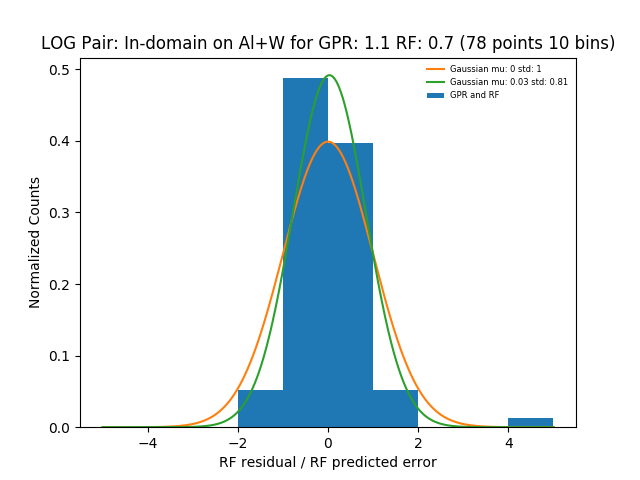 LOG Pair: In-domain on Al+W for GPR: 1.1 RF: 0.7 (78 points 10 bins)
Gaussian mu: 0 std: 1
Gaussian mu: 0.03 std: 0.81
GPR and RF
Normalized Counts
0.5
0.4
0.3
0.2
0.1
0.0
−4
−2
0
2
4
RF residual / RF predicted error